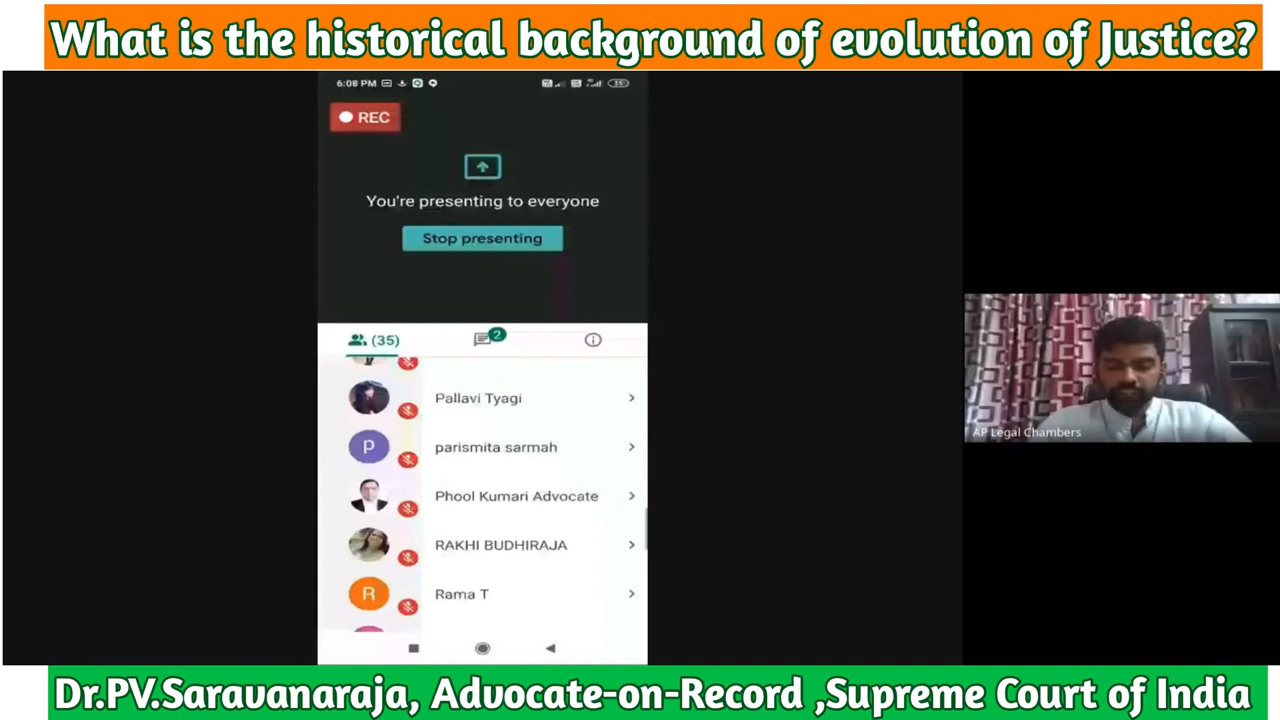 What is the historical background of evolution of Justice?
6:08 PM
35
REC
You're presenting to everyone
Stop presenting
(35)
2
Pallavi Tyagi
P
parismita sarmah
Phool Kumari Advocate
RAKHI BUDHIRAJA
R
Rama T
AP Legal Chambers
Dr.PV.Saravanaraja, Advocate-on-Record ,Supreme Court of India